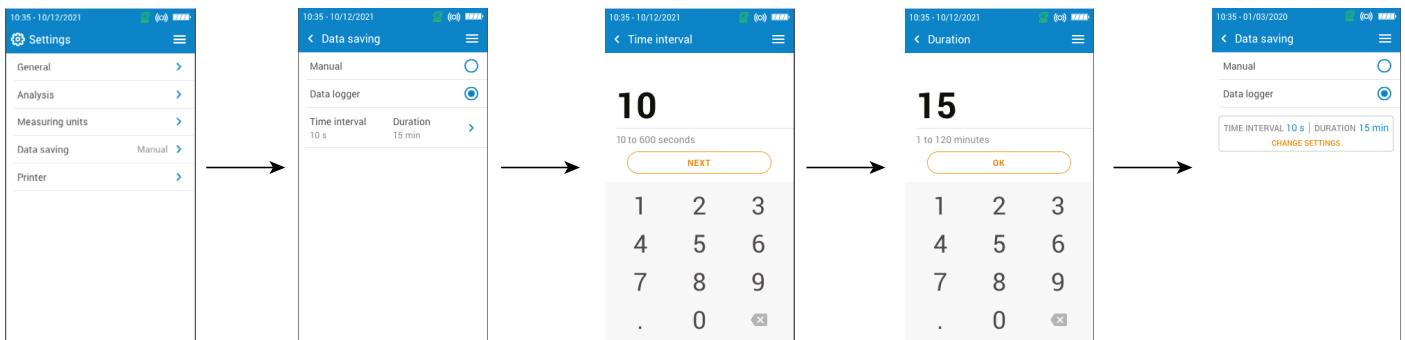 10:35 - 10/12/2021
Settings
General
Analysis
Measuring units
Data saving Manual
Printer
10:35 - 10/12/2021
Data saving
Manual
Data logger
Time interval Duration
10 s 15 min
10:35 - 10/12/2021
Time interval
10
10 to 600 seconds
NEXT
1 2 3
4 5 6
7 8 9
. 0
10:35 - 10/12/2021
Duration
15
1 to 120 minutes
OK
1 2 3
4 5 6
7 8 9
. 0
10:35 - 01/03/2020
Data saving
Manual
Data logger
TIME INTERVAL 10 s | DURATION 15 min
CHANGE SETTINGS